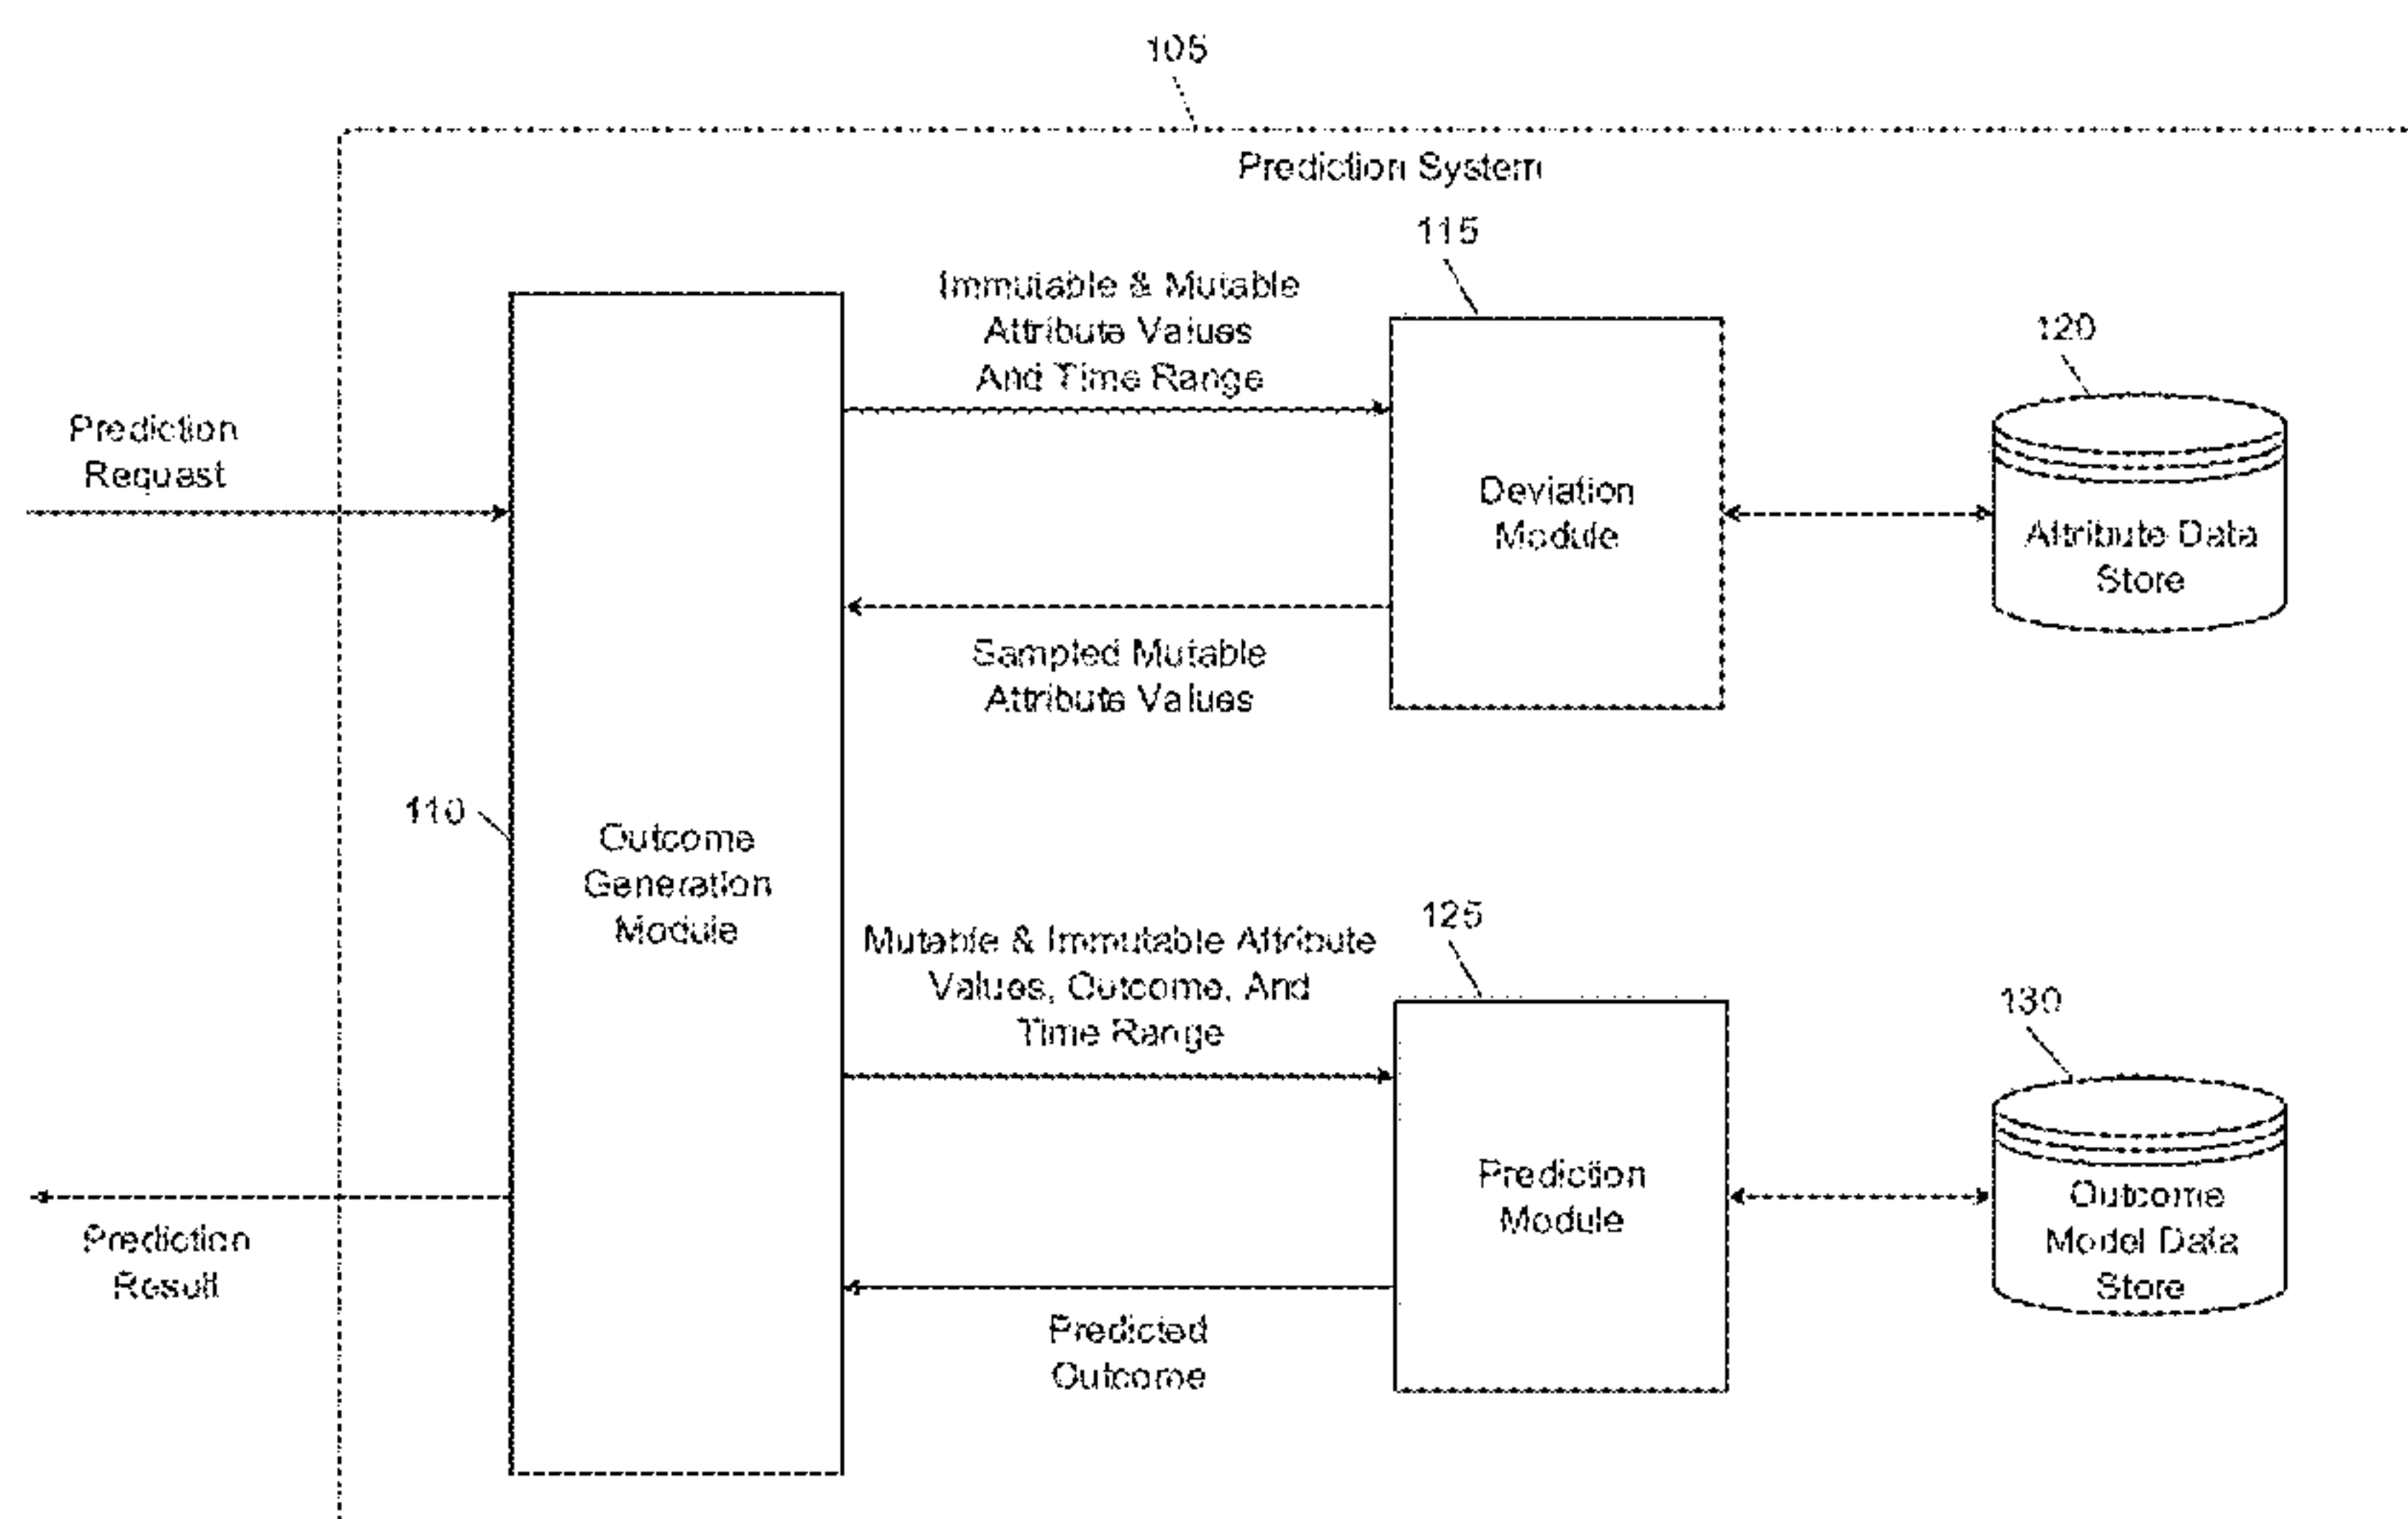 105
Prediction System
115
Immutable & Mutable
Attribute Values
And Time Range
120
Prediction
Request
Deviation
Module
Attribute Data
Store
Sampled Mutable
Attribute Values
110
Outcome
Generation
Module
125
Mutable & Immutable Attribute
Values, Outcome, And
Time Range
130
Prediction
Module
Outcome
Model Data
Store
Prediction
Result
Predicted
Outcome